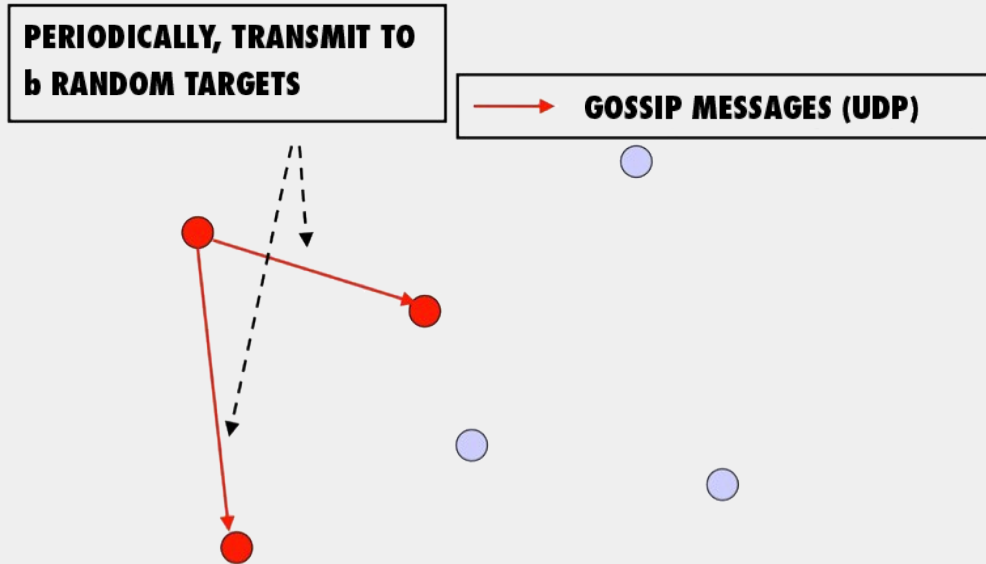 PERIODICALLY, TRANSMIT TO
b RANDOM TARGETS
GOSSIP MESSAGES (UDP)